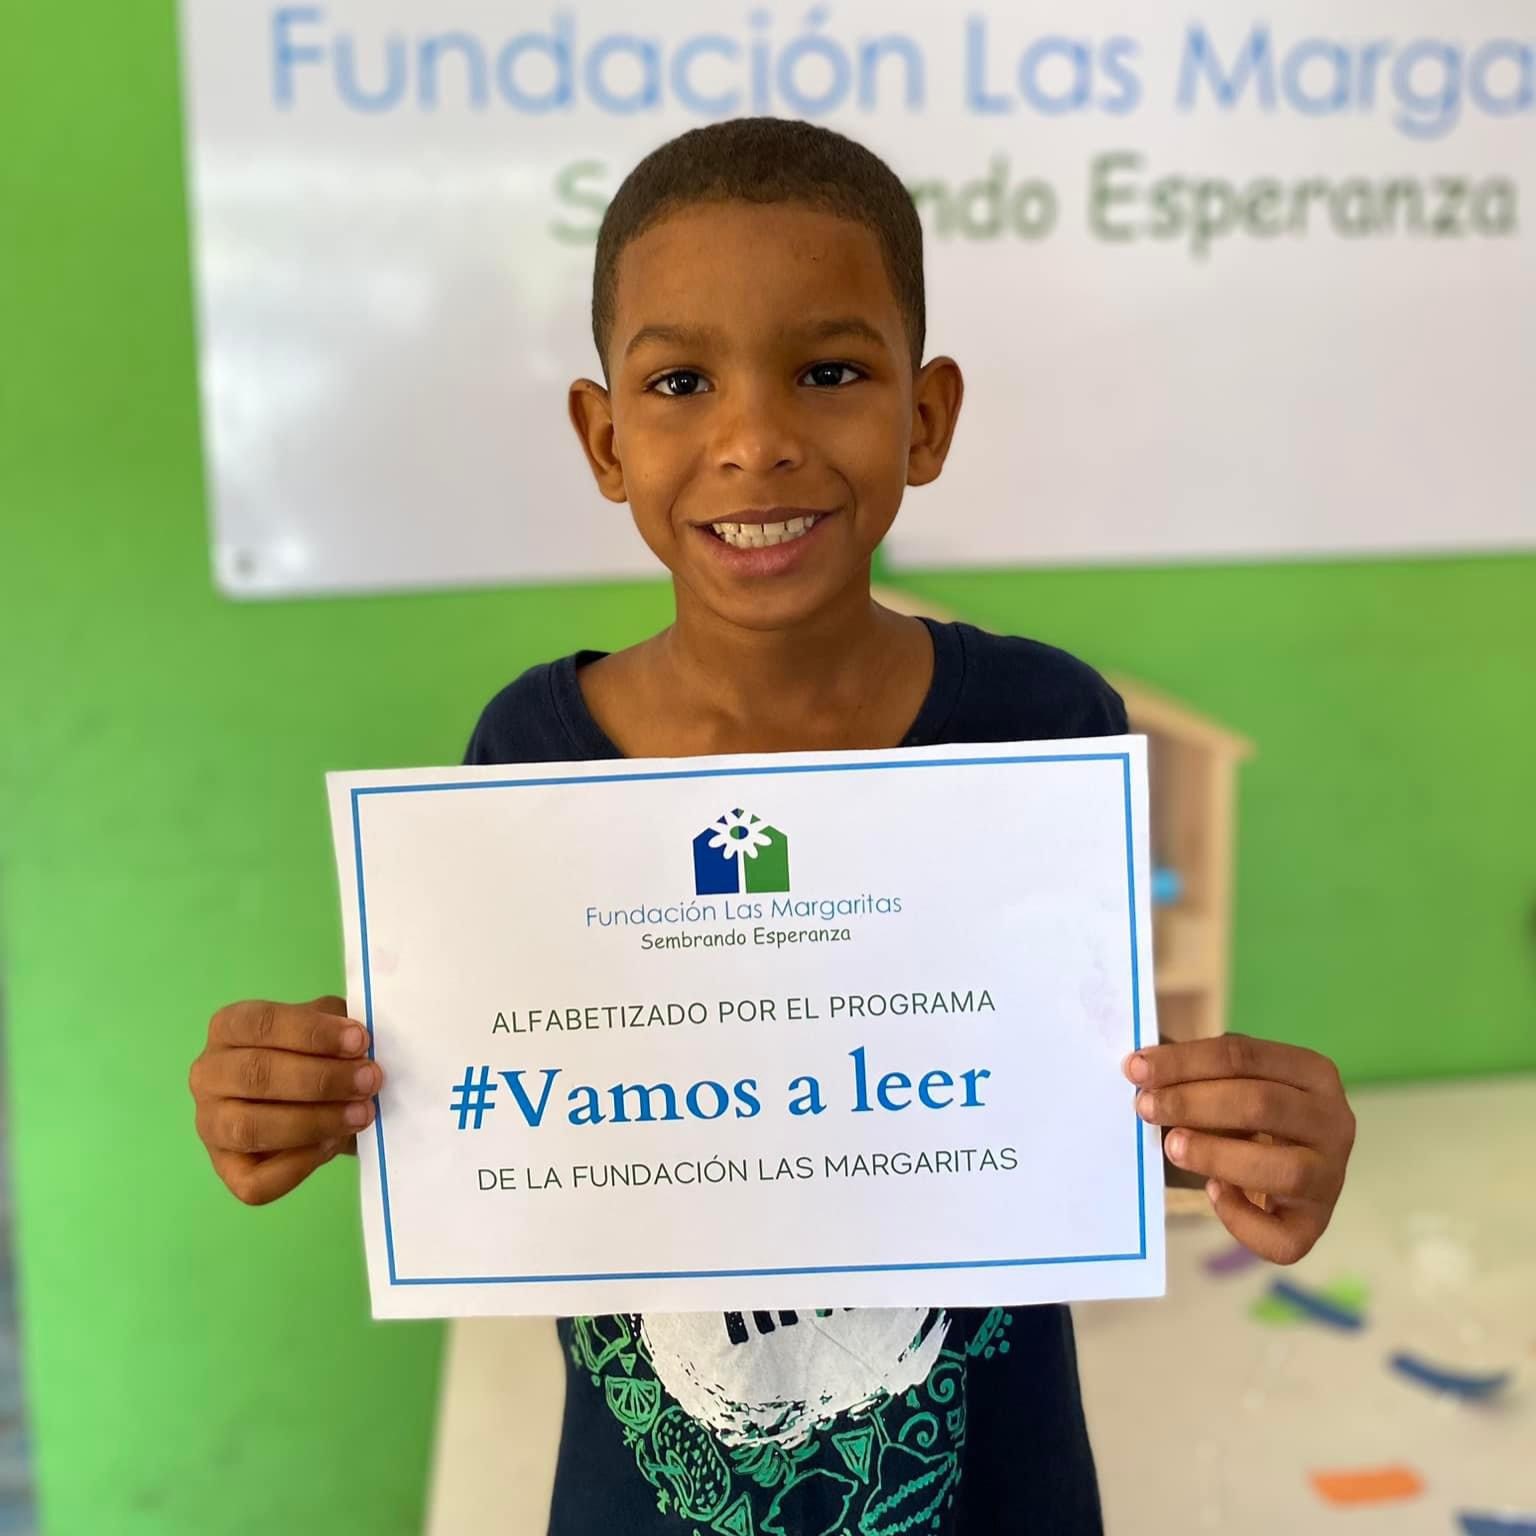 Fundación Las Marga
S ndo Esperanza
Fundación Las Margaritas
Sembrando Esperanza
ALFABETIZADO POR EL PROGRAMA
#Vamos a leer
DE LA FUNDACIÓN LAS MARGARITAS